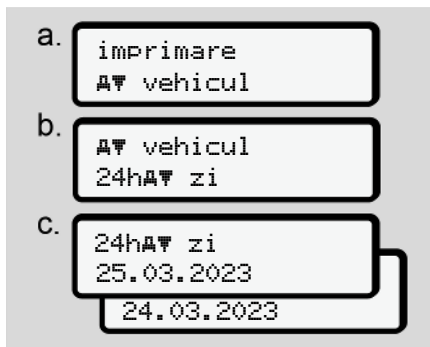 a.
imprimare
vehicul
b.
vehicul
24h zi
c.
24h zi
25.03.2023
24.03.2023